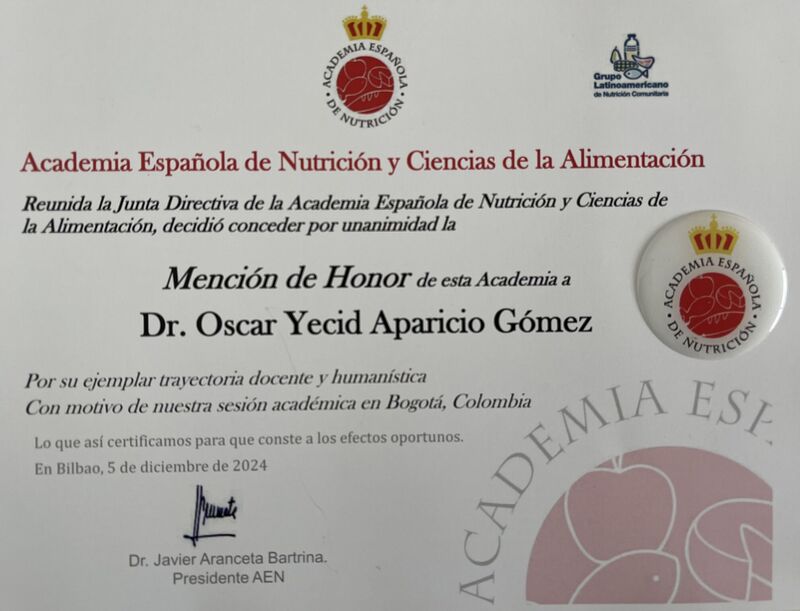 ACADEMIA ESPAÑOLA
• DE NUTRICIÓN •
Grupo
Latinoamericano
de Nutrición Comunitaria
Academia Española de Nutrición y Ciencias de la Alimentación
Reunida la Junta Directiva de la Academia Española de Nutrición y Ciencias de
la Alimentación, decidió conceder por unanimidad la
Mención de Honor de esta Academia a
Dr. Oscar Yecid Aparicio Gómez
ACADEMIA ESPAÑOLA
• DE NUTRICIÓN •
Por su ejemplar trayectoria docente y humanística
Con motivo de nuestra sesión académica en Bogotá, Colombia
Lo que así certificamos para que conste a los efectos oportunos.
En Bilbao, 5 de diciembre de 2024
ACADEMIA ESP
Dr. Javier Aranceta Bartrina.
Presidente AEN